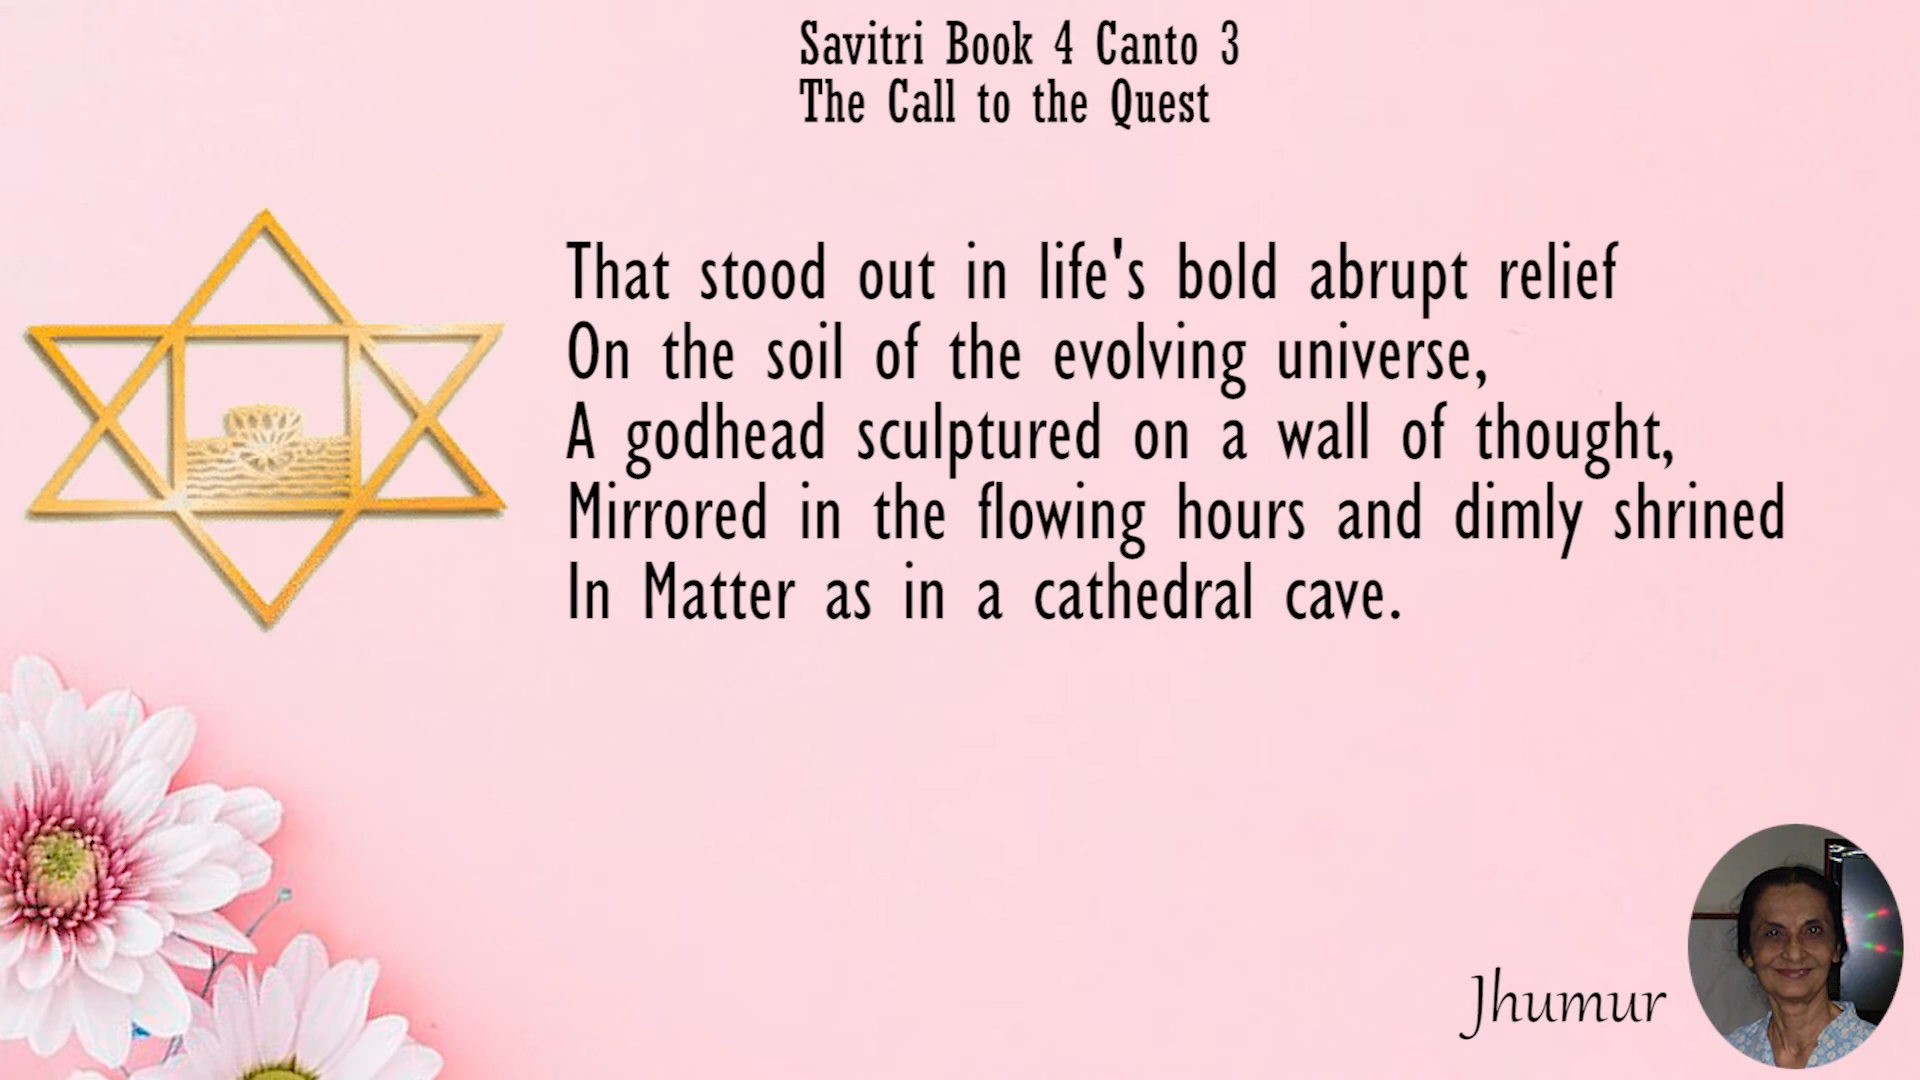 Savitri Book 4 Canto 3
The Call to the Quest
That stood out in life's bold abrupt relief
On the soil of the evolving universe,
A godhead sculptured on a wall of thought,
Mirrored in the flowing hours and dimly shrined
In Matter as in a cathedral cave.
Jhumur